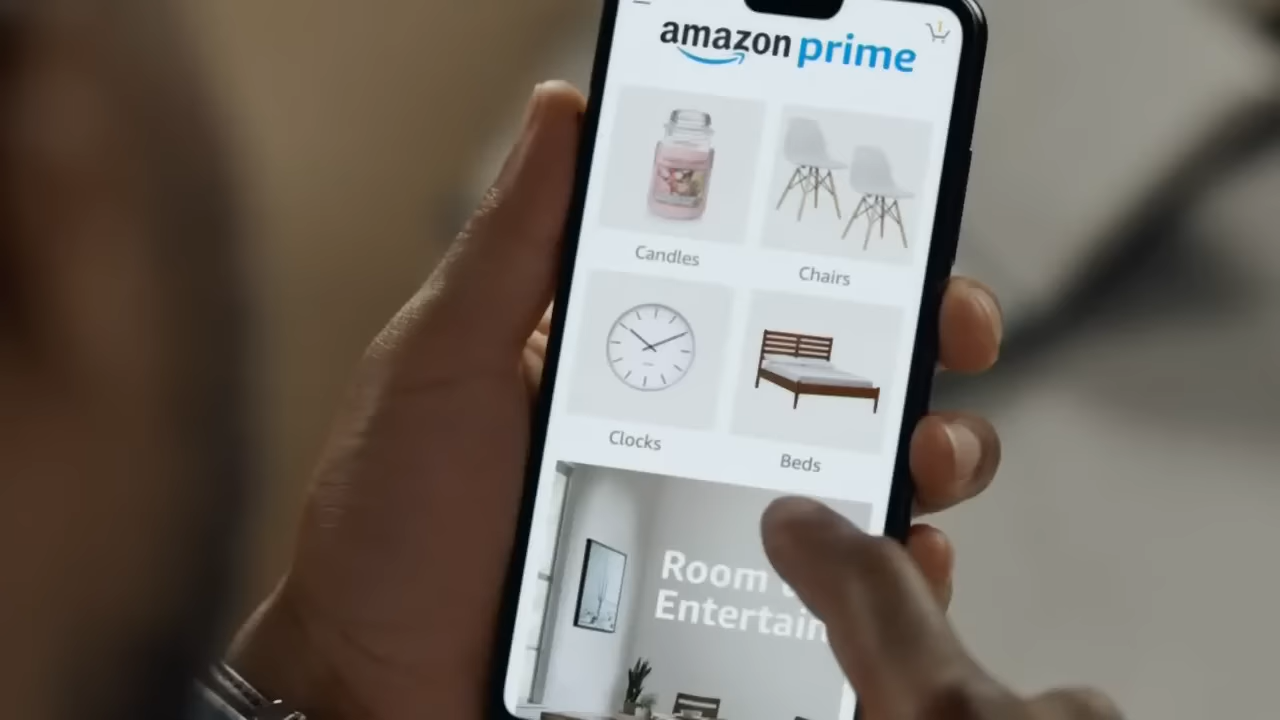 amazon prime
Candles
Chairs
Clocks
Beds
Room
Entertain